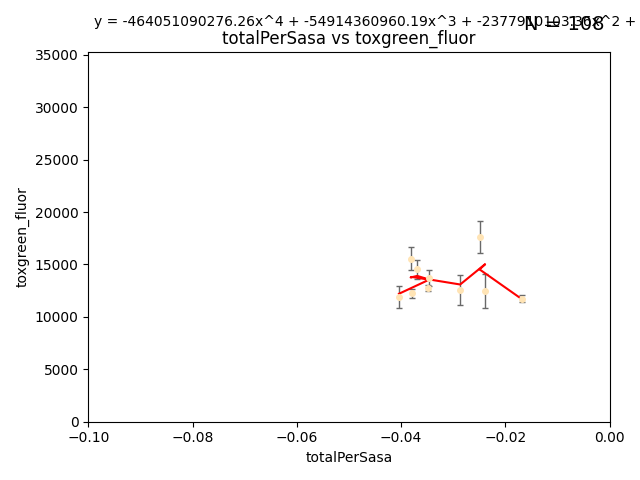 y = -464051090276.26x^4 + -54914360960.19x^3 +
N = 108
totalPerSasa vs toxgreen_fluor
35000
30000
25000
20000
15000
10000
5000
0
toxgreen_fluor
−0.10 −0.08 −0.06 −0.04 −0.02 0.00
totalPerSasa